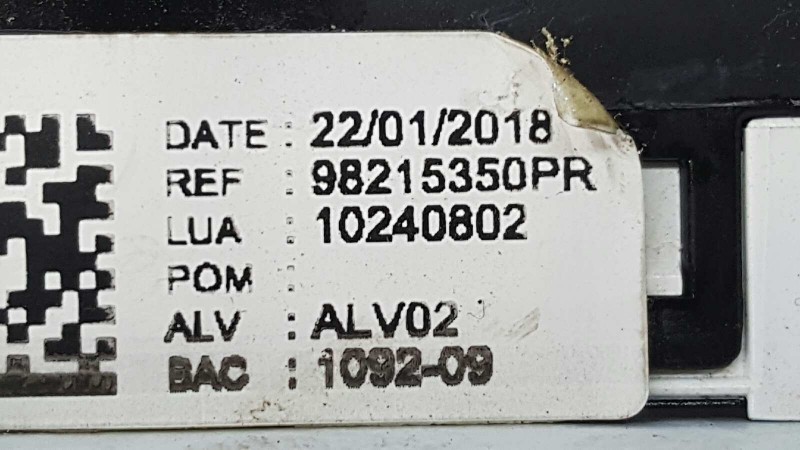 DATE : 22/01/2018
REF : 98215350PR
LUA : 10240802
POM :
ALV : ALV02
BAC : 1092-09